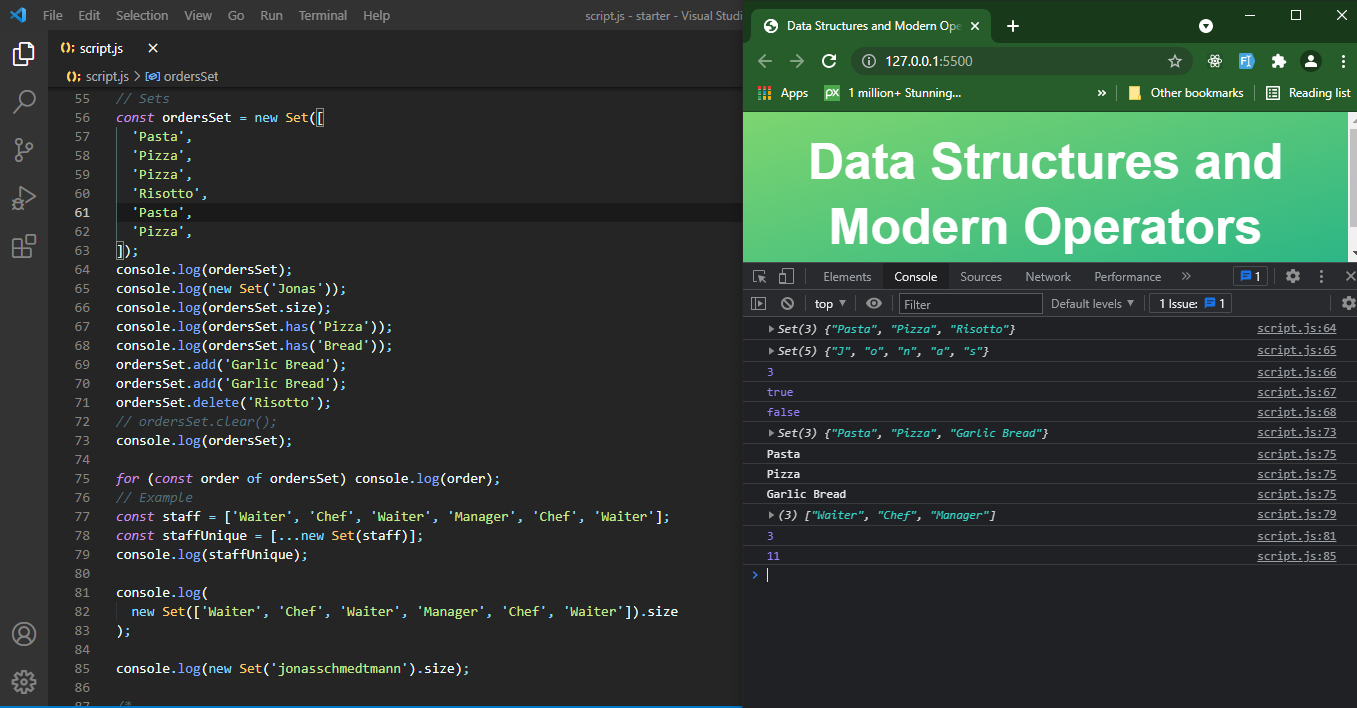 File Edit Selection View Go Run Terminal Help
script.js - starter - Visual Studi
script.js
script.js > ordersSet
55 // Sets
56 const ordersSet = new Set([
57 'Pasta',
58 'Pizza',
59 'Pizza',
60 'Risotto',
61 'Pasta',
62 'Pizza',
63 ]);
64 console.log(ordersSet);
65 console.log(new Set('Jonas'));
66 console.log(ordersSet.size);
67 console.log(ordersSet.has('Pizza'));
68 console.log(ordersSet.has('Bread'));
69 ordersSet.add('Garlic Bread');
70 ordersSet.add('Garlic Bread');
71 ordersSet.delete('Risotto');
72 // ordersSet.clear();
73 console.log(ordersSet);
74
75 for (const order of ordersSet) console.log(order);
76 // Example
77 const staff = ['Waiter', 'Chef', 'Waiter', 'Manager', 'Chef', 'Waiter'];
78 const staffUnique = [...new Set(staff)];
79 console.log(staffUnique);
80
81 console.log(
82 new Set(['Waiter', 'Chef', 'Waiter', 'Manager', 'Chef', 'Waiter']).size
83 );
84
85 console.log(new Set('jonasschmedtmann').size);
86
87 /*
Data Structures and Modern Ope
127.0.0.1:5500
Apps PX 1 million+ Stunning... » Other bookmarks Reading list
Data Structures and
Modern Operators
Elements Console Sources Network Performance » 1
top Filter Default levels 1 Issue: 1
Set(3) {"Pasta", "Pizza", "Risotto"} script.js:64
Set(5) {"J", "o", "n", "a", "s"} script.js:65
3 script.js:66
true script.js:67
false script.js:68
Set(3) {"Pasta", "Pizza", "Garlic Bread"} script.js:73
Pasta script.js:75
Pizza script.js:75
Garlic Bread script.js:75
(3) ["Waiter", "Chef", "Manager"] script.js:79
3 script.js:81
11 script.js:85
>